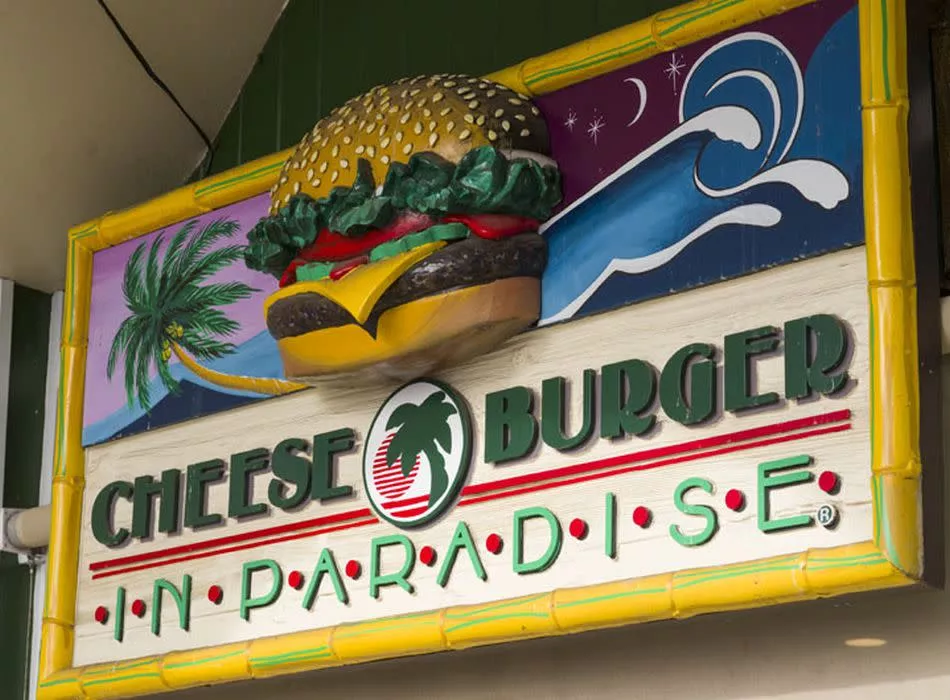 CHEESE BURGER
IN PARADISE ®